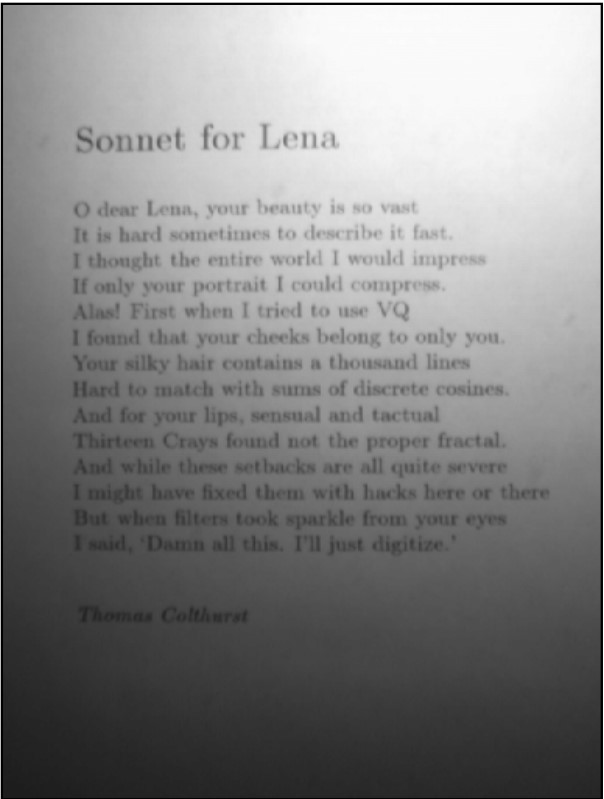 Sonnet for Lena
O dear Lena, your beauty is so vast
It is hard sometimes to describe it fast.
I thought the entire world I would impress
If only your portrait I could compress.
Alas! First when I tried to use VQ
I found that your cheeks belong to only you.
Your silky hair contains a thousand lines
Hard to match with sums of discrete cosines.
And for your lips, sensual and tactual
Thirteen Crays found not the proper fractal.
And while these setbacks are all quite severe
I might have fixed them with hacks here or there
But when filters took sparkle from your eyes
I said, ‘Damn all this. I'll just digitize.’
Thomas Colthurst